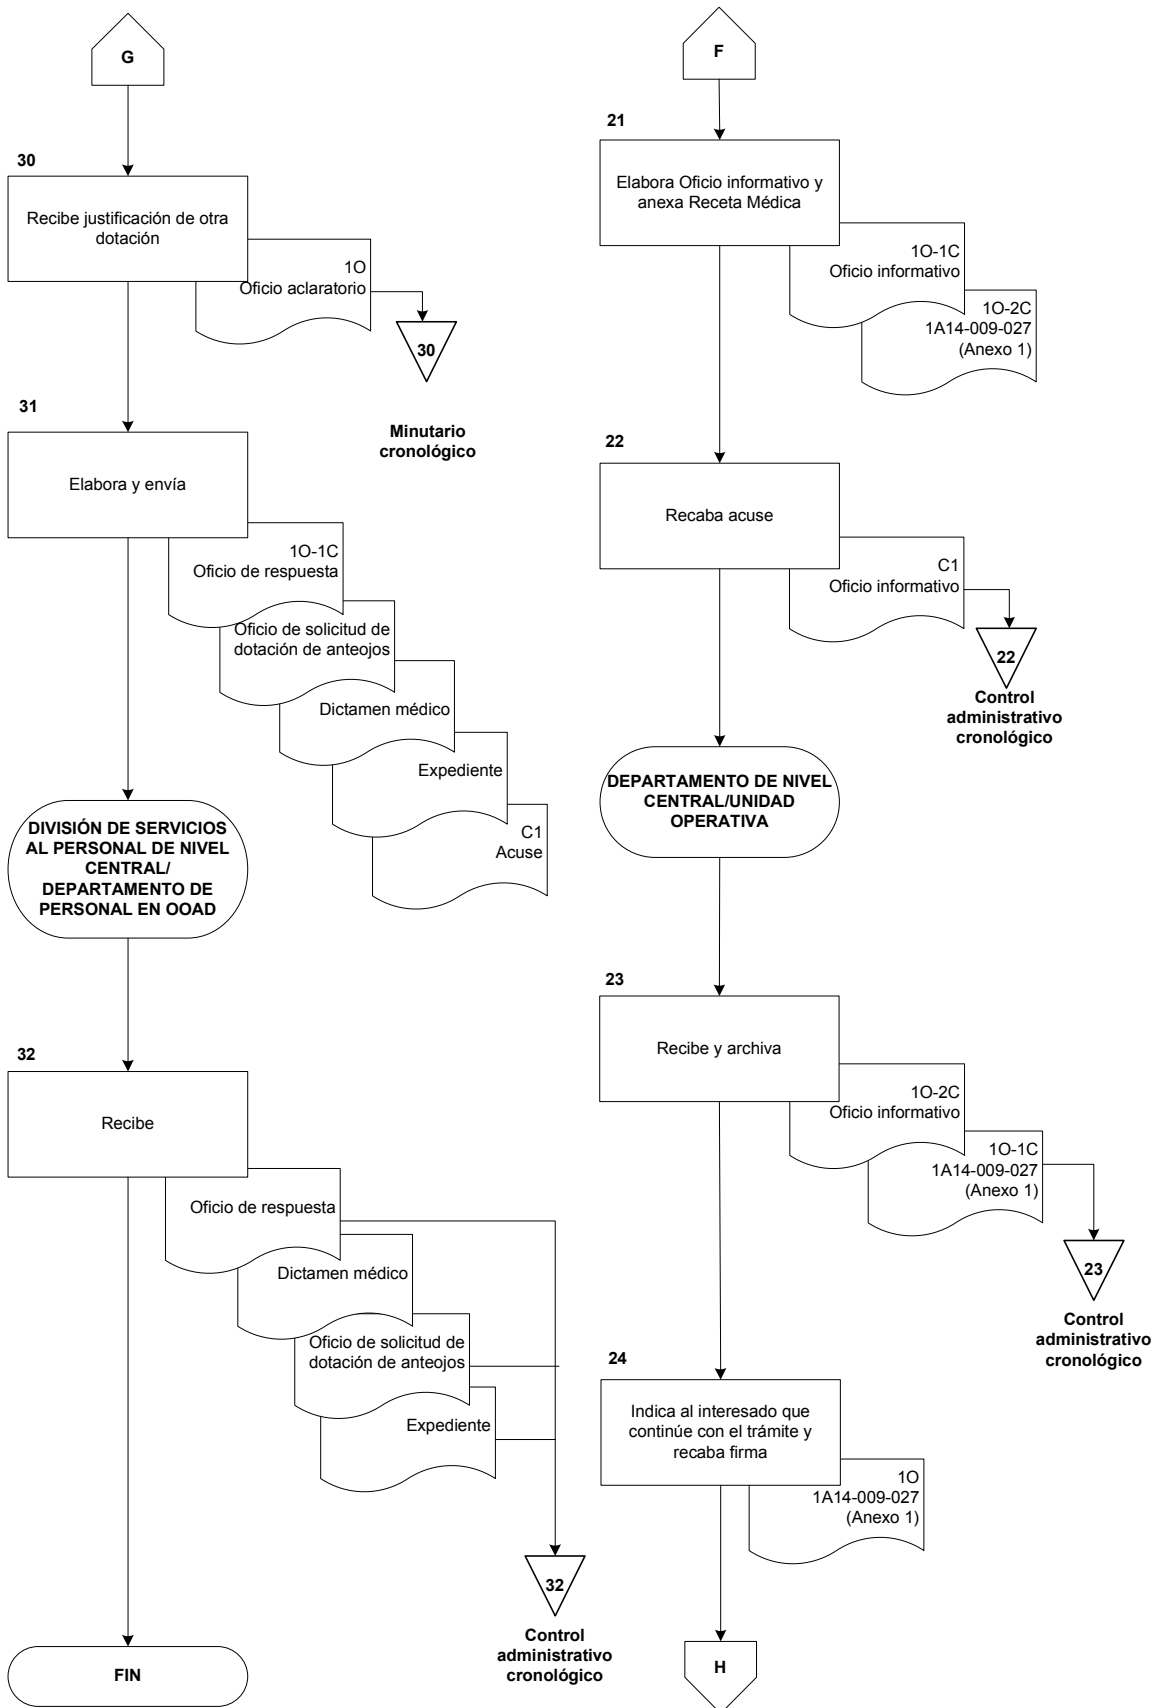 G
30
Recibe justificación de otra
dotación
1O
Oficio aclaratorio
30
Minutario
cronológico
31
Elabora y envía
1O-1C
Oficio de respuesta
Oficio de solicitud de
dotación de anteojos
Dictamen médico
Expediente
C1
Acuse
DIVISIÓN DE SERVICIOS
AL PERSONAL DE NIVEL
CENTRAL/
DEPARTAMENTO DE
PERSONAL EN OOAD
32
Recibe
Oficio de respuesta
Dictamen médico
Oficio de solicitud de
dotación de anteojos
Expediente
32
Control
administrativo
cronológico
FIN
F
21
Elabora Oficio informativo y
anexa Receta Médica
1O-1C
Oficio informativo
1O-2C
1A14-009-027
(Anexo 1)
22
Recaba acuse
C1
Oficio informativo
22
Control
administrativo
cronológico
DEPARTAMENTO DE NIVEL
CENTRAL/UNIDAD
OPERATIVA
23
Recibe y archiva
1O-2C
Oficio informativo
1O-1C
1A14-009-027
(Anexo 1)
23
Control
administrativo
cronológico
24
Indica al interesado que
continúe con el trámite y
recaba firma
1O
1A14-009-027
(Anexo 1)
H